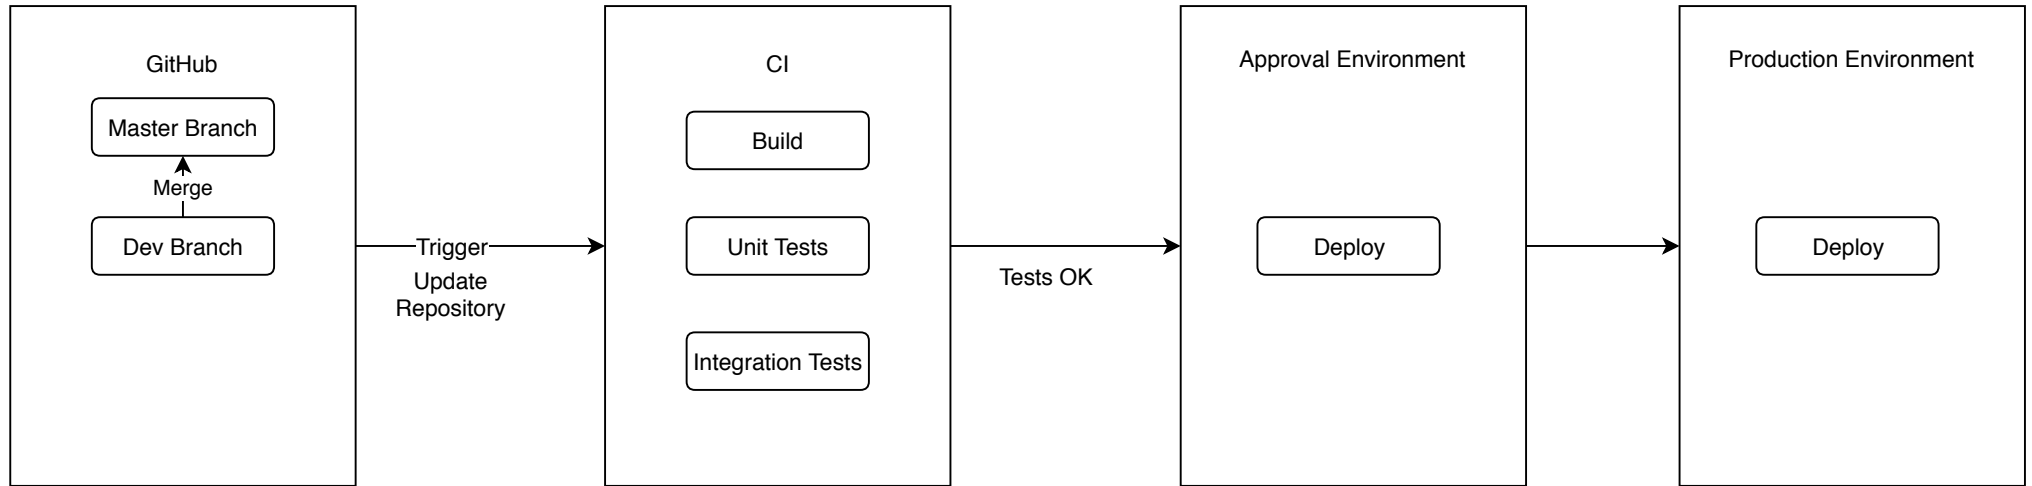 GitHub
Master Branch
Merge
Dev Branch
Trigger
Update
Repository
CI
Build
Unit Tests
Integration Tests
Tests OK
Approval Environment
Deploy
Production Environment
Deploy